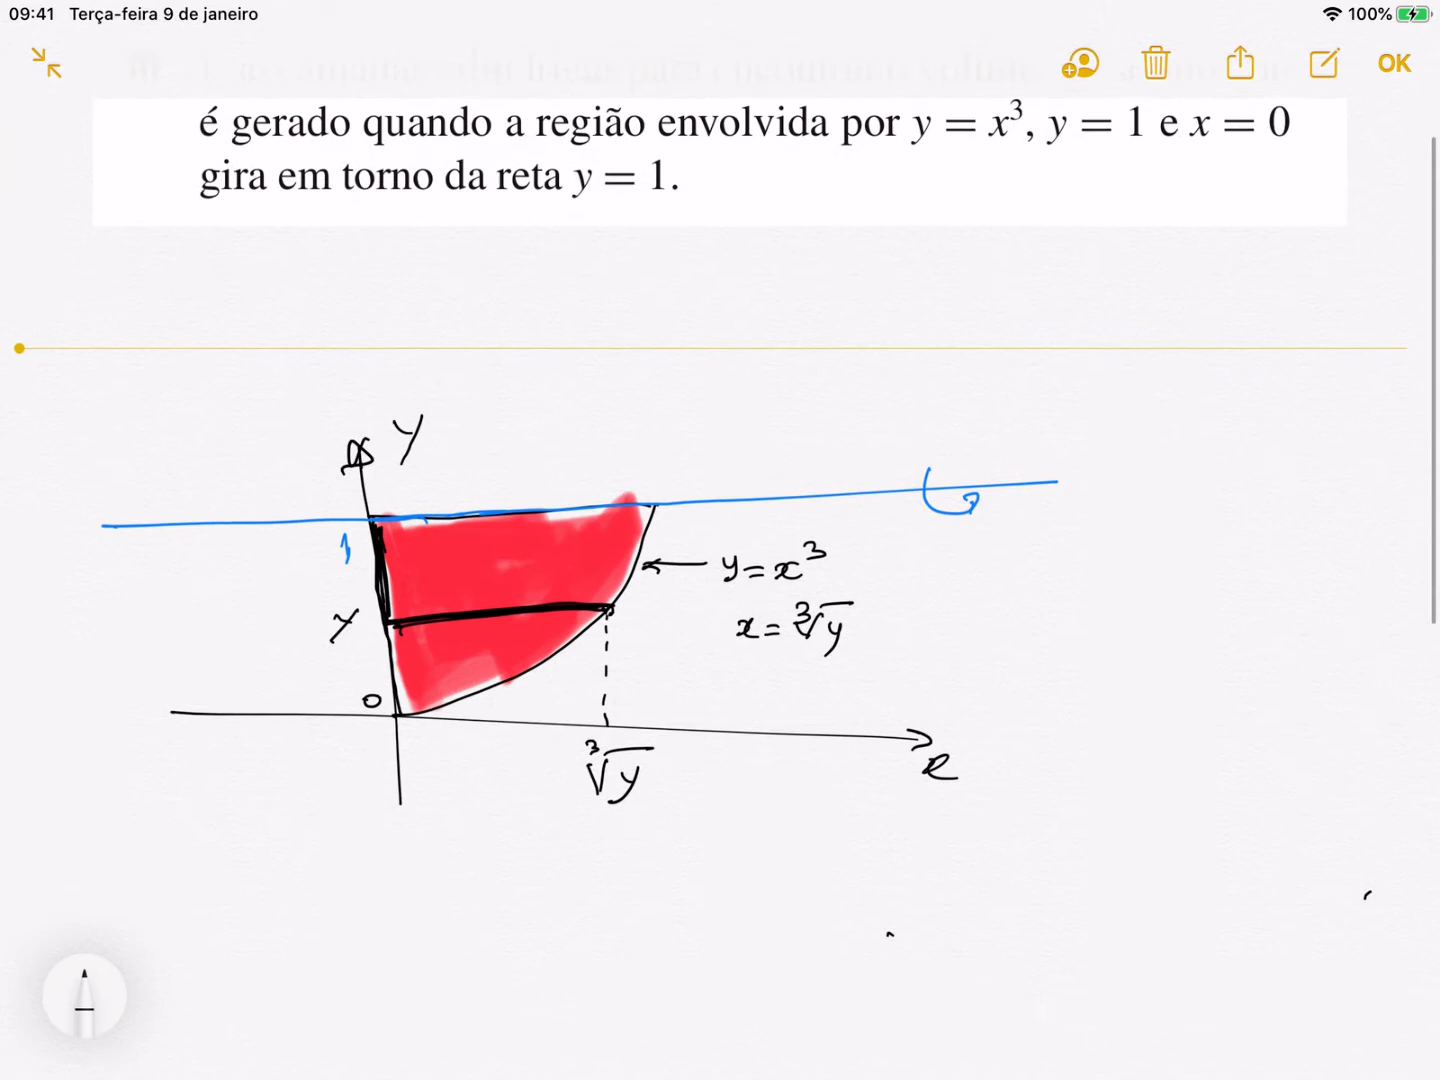 09:41 Terça-feira 9 de janeiro
100%
OK
é gerado quando a região envolvida por y = x³, y = 1 e x = 0
gira em torno da reta y = 1.
y
1
y = x³
y
x = ∛y
0
x
∛y